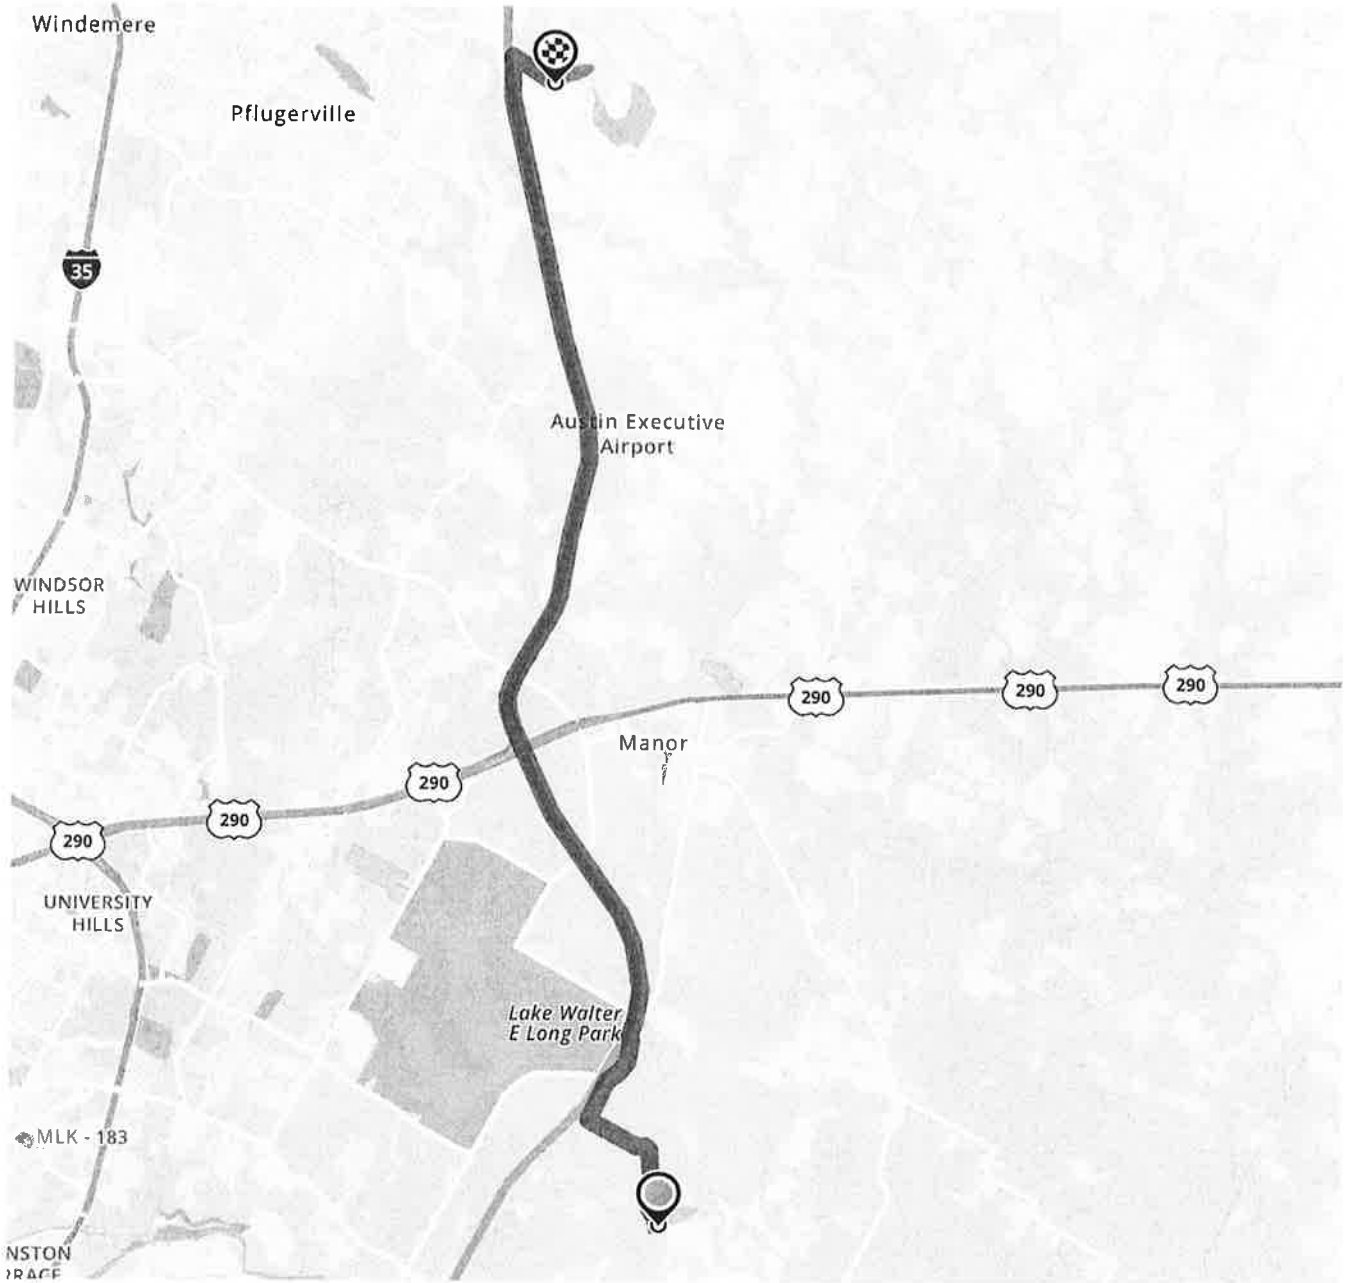 Windemere
Pflugerville
35
Austin Executive
Airport
WINDSOR
HILLS
290
290
290
Manor
290
290
290
UNIVERSITY
HILLS
Lake Walter
E Long Park
MLK - 183
NSTON
RRACE